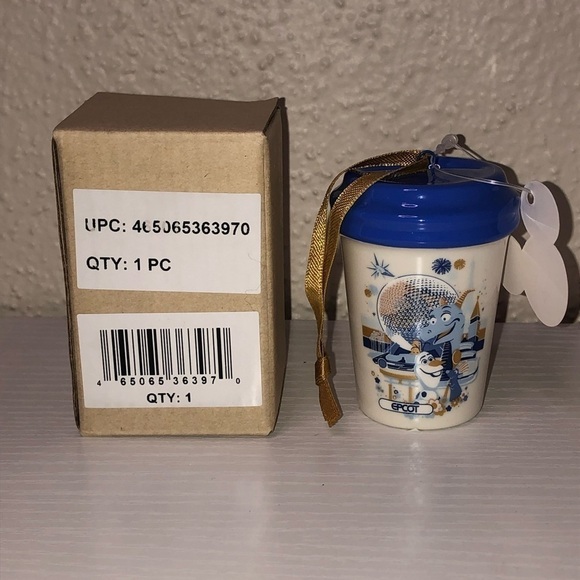 UPC: 465065363970
QTY: 1 PC
4 65065 36397 0
QTY: 1
EPCOT